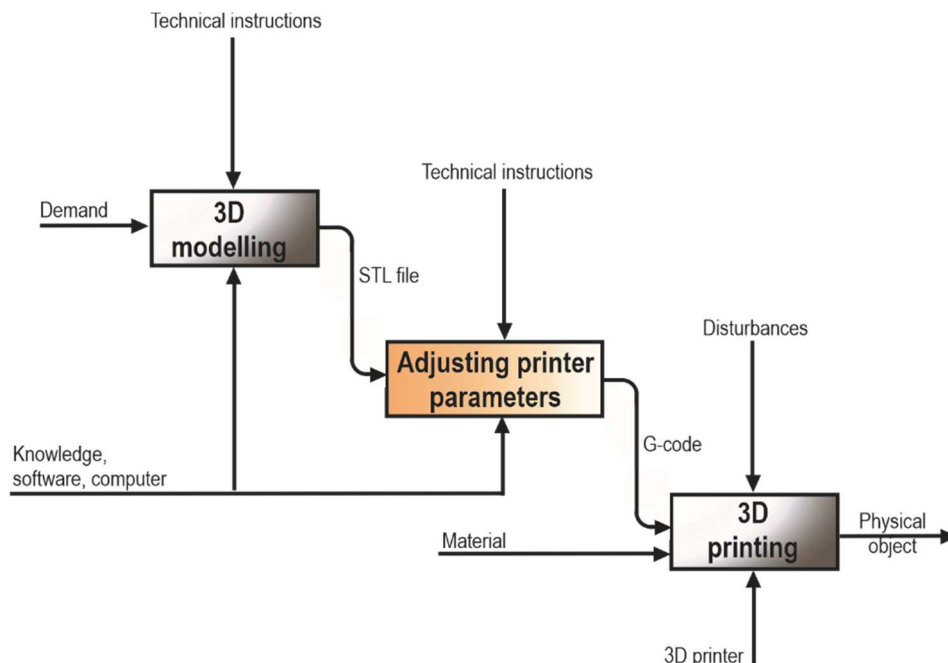 Technical instructions
Technical instructions
Demand
3D
modelling
STL file
Disturbances
Adjusting printer
parameters
G-code
Knowledge,
software, computer
3D
printing
Physical
object
Material
3D printer